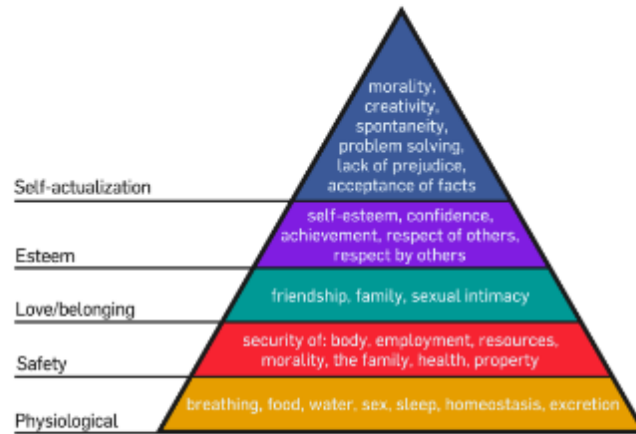 morality,
creativity,
spontaneity,
problem solving,
lack of prejudice,
acceptance of facts
Self-actualization
self-esteem, confidence,
achievement, respect of others,
respect by others
Esteem
friendship, family, sexual intimacy
Love/belonging
security of: body, employment, resources,
morality, the family, health, property
Safety
breathing, food, water, sex, sleep, homeostasis, excretion
Physiological